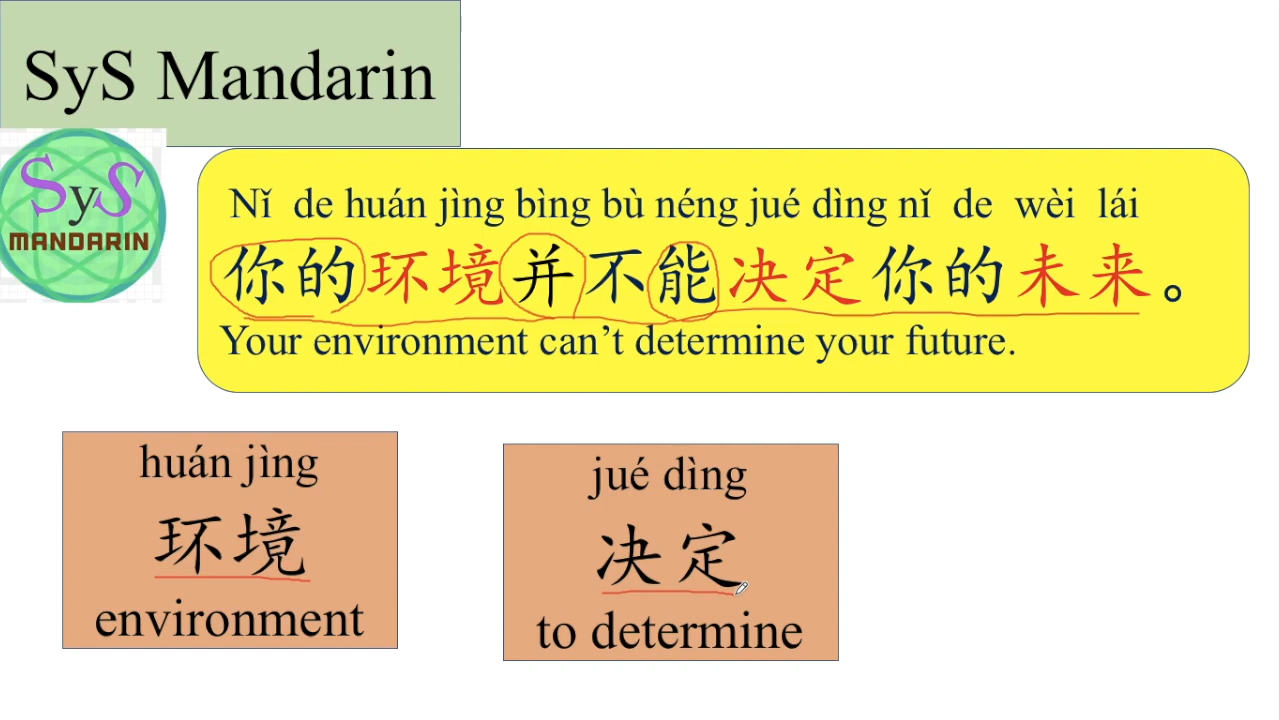 SyS Mandarin
SyS
MANDARIN
Nǐ de huán jìng bìng bù néng jué dìng nǐ de wèi lái
你的环境并不能决定你的未来。
Your environment can’t determine your future.
huán jìng
环境
environment
jué dìng
决定
to determine